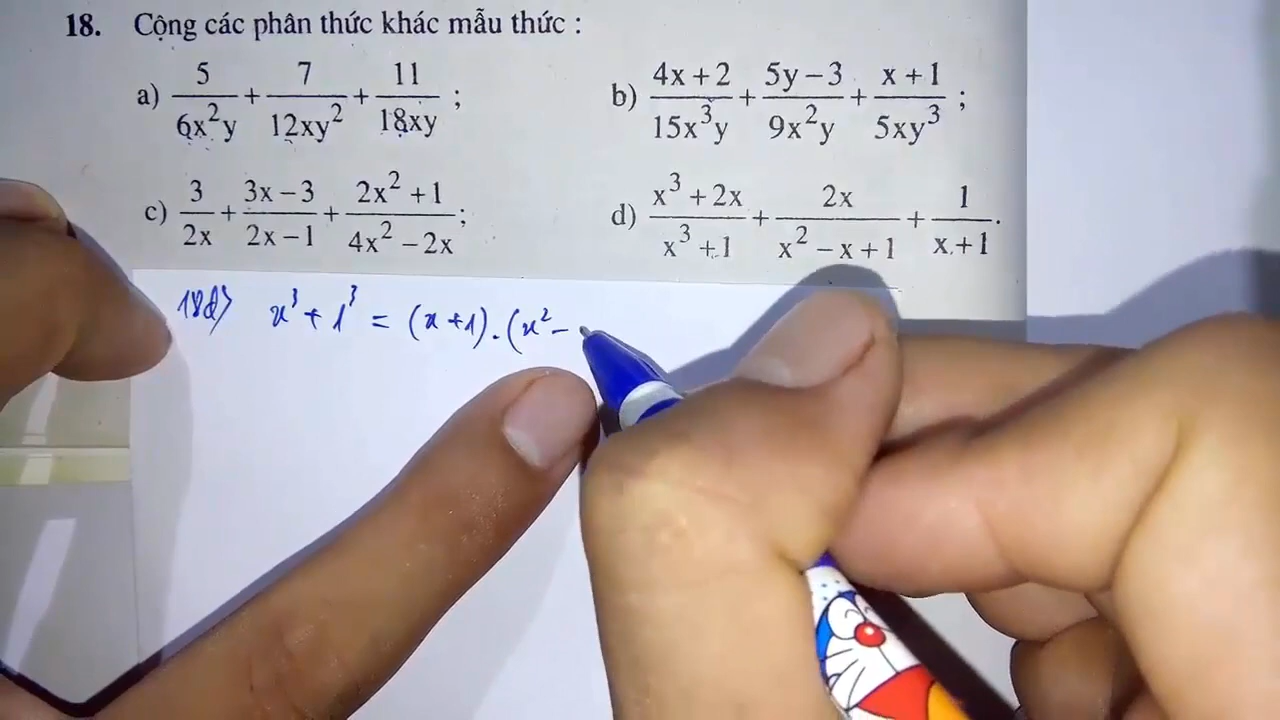 18. Cộng các phân thức khác mẫu thức :
a) 5/(6x²y) + 7/(12xy²) + 11/(18xy) ;
b) (4x + 2)/(15x³y) + (5y − 3)/(9x²y) + (x + 1)/(5xy³) ;
c) 3/(2x) + (3x − 3)/(2x − 1) + (2x² + 1)/(4x² − 2x) ;
d) (x³ + 2x)/(x³ + 1) + 2x/(x² − x + 1) + 1/(x + 1).
18d) x³ + 1³ = (x + 1) . (x² −